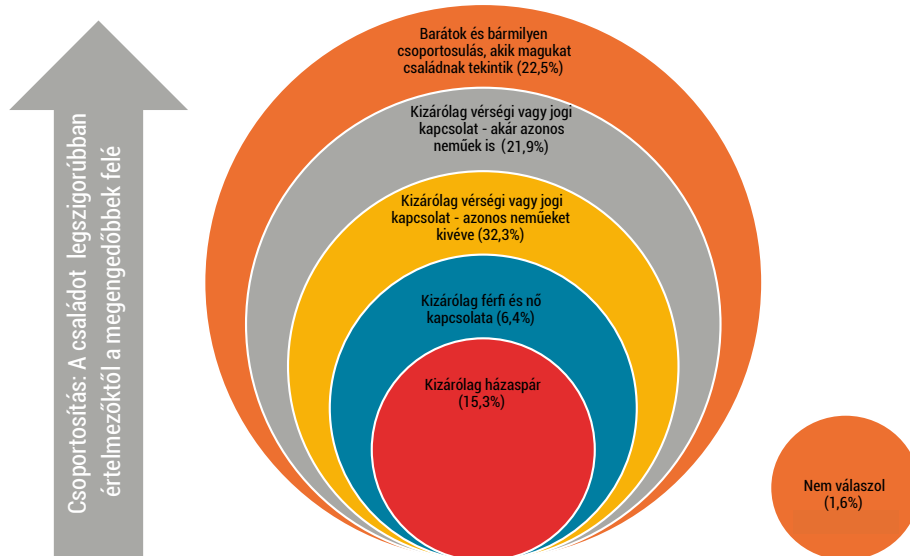 Csoportosítás: A családot legszigorúbban
értelmezőktől a megengedőbbek felé
Barátok és bármilyen
csoportosulás, akik magukat
családnak tekintik (22,5%)
Kizárólag vérségi vagy jogi
kapcsolat - akár azonos
neműek is (21,9%)
Kizárólag vérségi vagy jogi
kapcsolat - azonos neműeket
kivéve (32,3%)
Kizárólag férfi és nő
kapcsolata (6,4%)
Kizárólag házaspár
(15,3%)
Nem válaszol
(1,6%)